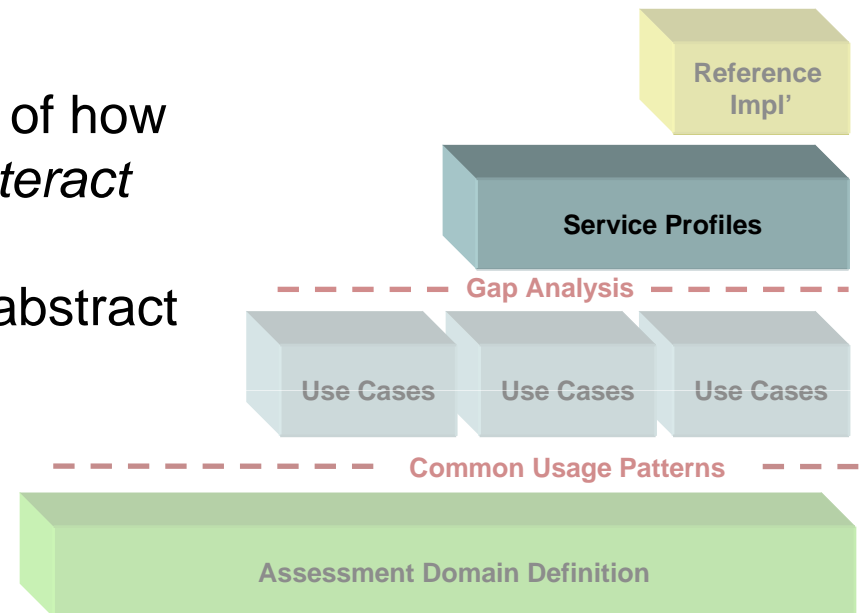 of how
teract
abstract
Reference
Impl’
Service Profiles
Gap Analysis
Use Cases Use Cases Use Cases
Common Usage Patterns
Assessment Domain Definition